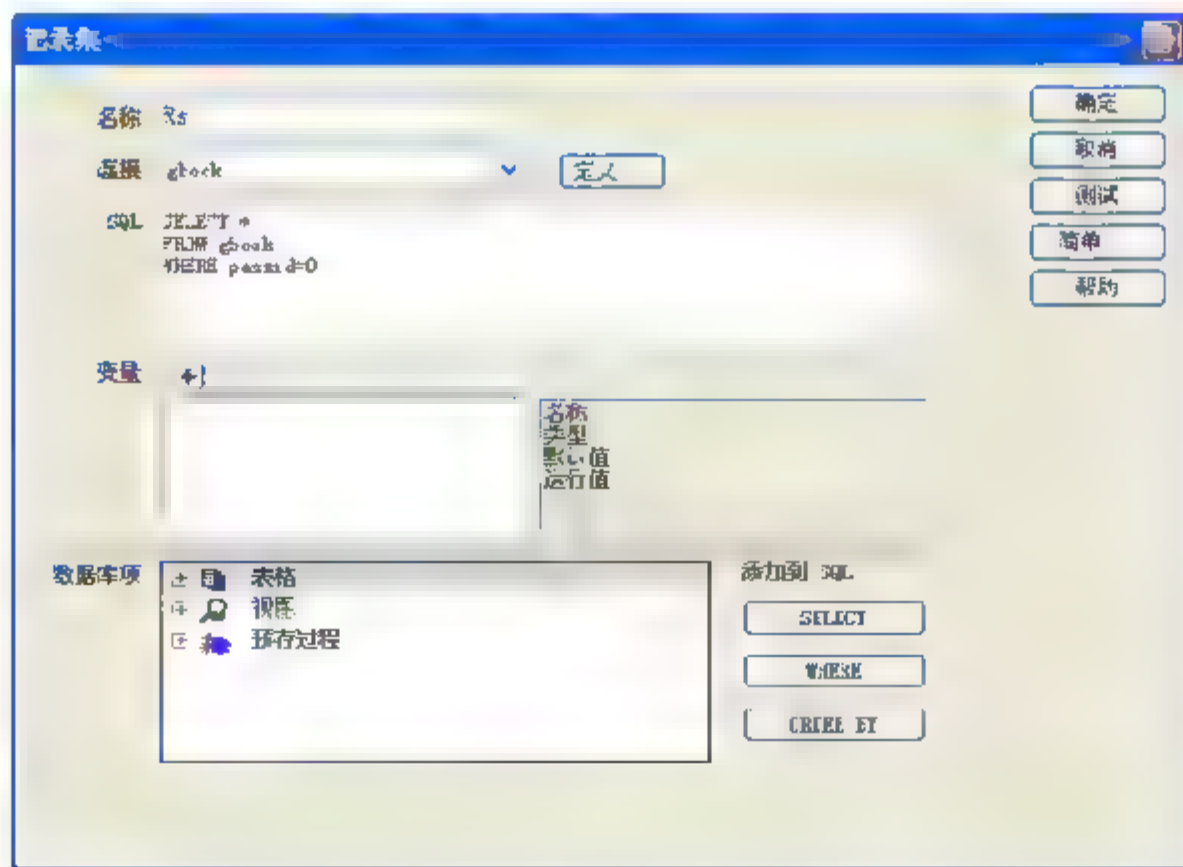 记录集
名称 Rs
连接 gbook 定义
SQL SELECT *
FROM gbook
WHERE passid=0
变量
名称
类型
默认值
运行值
数据库项
表格
视图
预存过程
添加到 SQL
SELECT
WHERE
ORDER BY
确定
取消
测试
简单
帮助